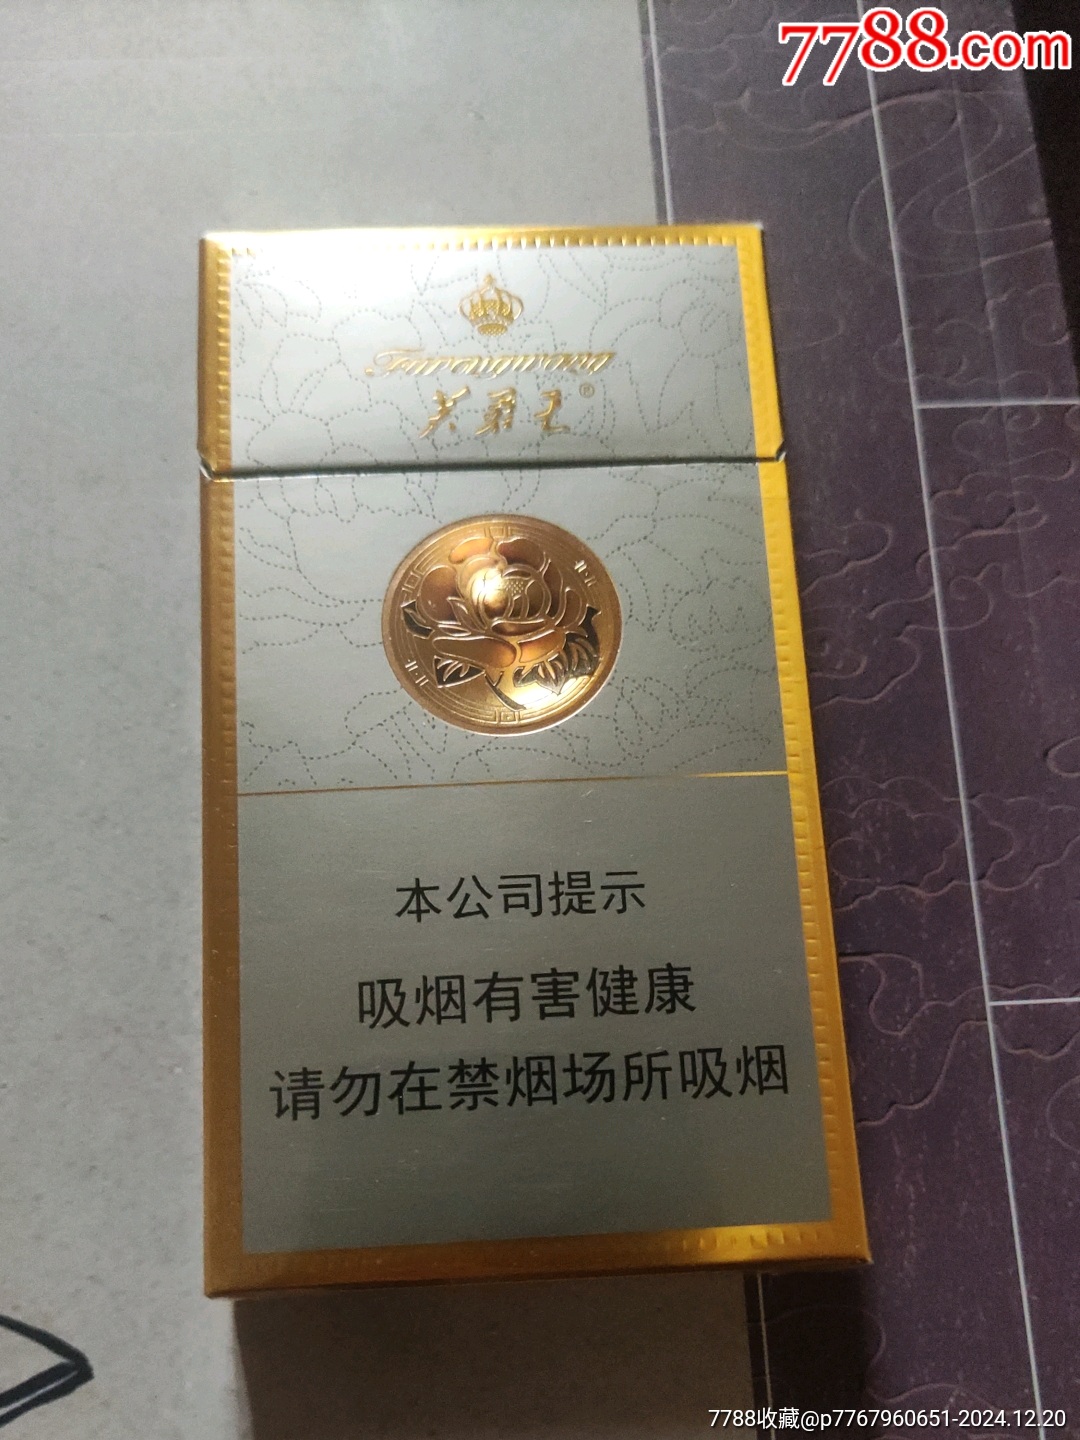 7788.com
Furongwang
芙蓉王®
本公司提示
吸烟有害健康
请勿在禁烟场所吸烟
7788收藏@p7767960651-2024.12.20